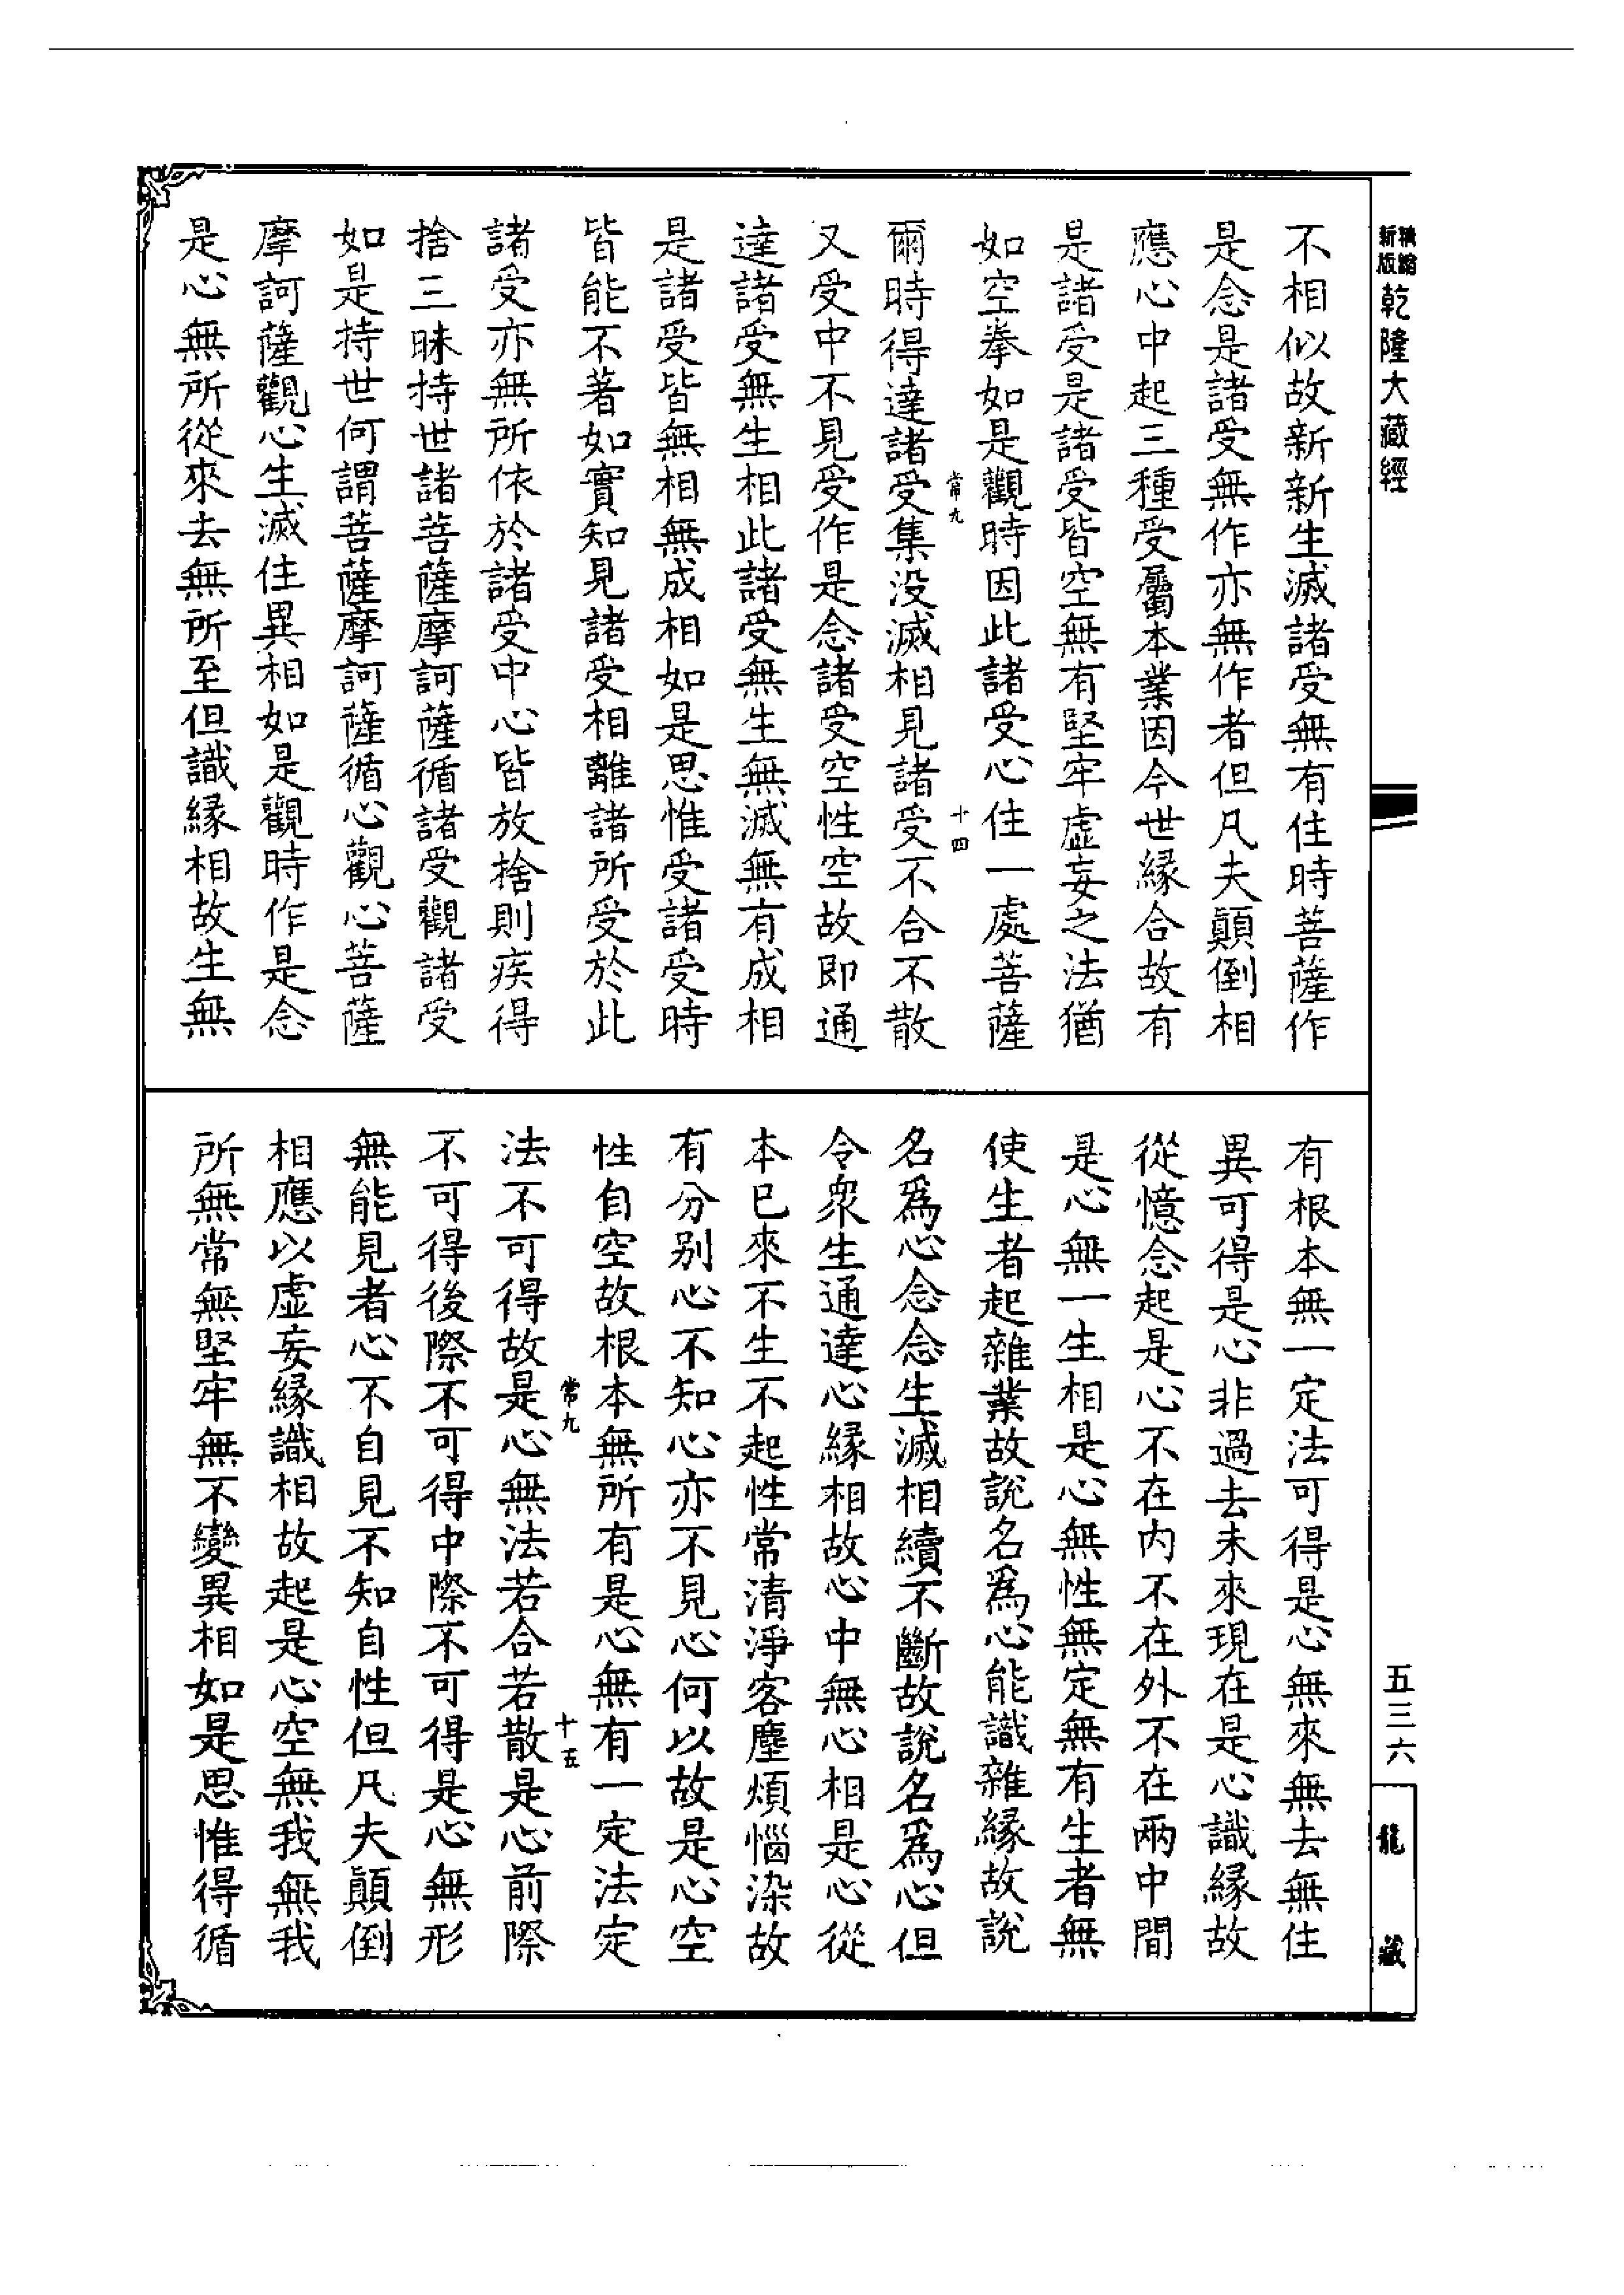 精縮
新版
乾隆大藏經
不相似故新新生滅諸受無有住時菩薩作
是念是諸受無作亦無作者但凡夫顛倒相
應心中起三種受屬本業因今世緣合故有
是諸受是諸受皆空無有堅牢虛妄之法猶
如空拳如是觀時因此諸受心住一處菩薩
常九
十四
爾時得達諸受集没滅相見諸受不合不散
又受中不見受作是念諸受空性空故即通
達諸受無生相此諸受無生無滅無有成相
是諸受皆無相無成相如是思惟受諸受時
皆能不著如實知見諸受相離諸所受於此
諸受亦無所依於諸受中心皆放捨則疾得
捨三昧持世諸菩薩摩訶薩循諸受觀諸受
如是持世何謂菩薩摩訶薩循心觀心菩薩
摩訶薩觀心生滅住異相如是觀時作是念
是心無所從來去無所至但識緣相故生無
有根本無一定法可得是心無來無去無住
異可得是心非過去未來現在是心識緣故
從憶念起是心不在内不在外不在兩中間
是心無一生相是心無性無定無有生者無
使生者起雜業故說名爲心能識雜緣故說
名爲心念念生滅相續不斷故說名爲心但
令衆生通達心緣相故心中無心相是心從
本已來不生不起性常清淨客塵煩惱染故
有分别心不知心亦不見心何以故是心空
性自空故根本無所有是心無有一定法定
常九
十五
法不可得故是心無法若合若散是心前際
不可得後際不可得中際不可得是心無形
無能見者心不自見不知自性但凡夫顛倒
相應以虛妄緣識相故起是心空無我無我
所無常無堅牢無不變異相如是思惟得循
五三六
龍藏